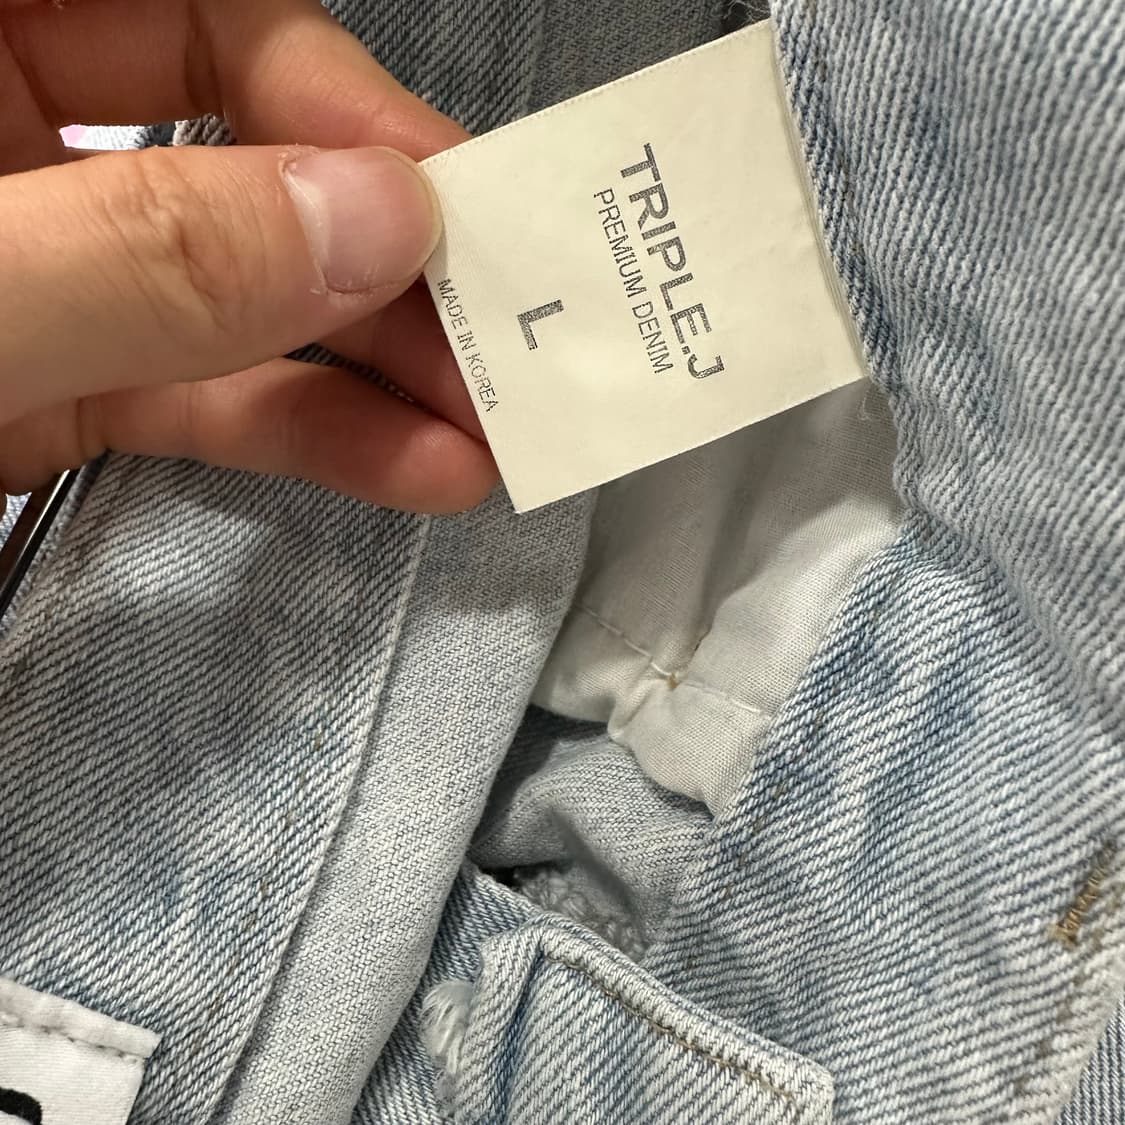 TRIPLE.J
PREMIUM DENIM
L
MADE IN KOREA